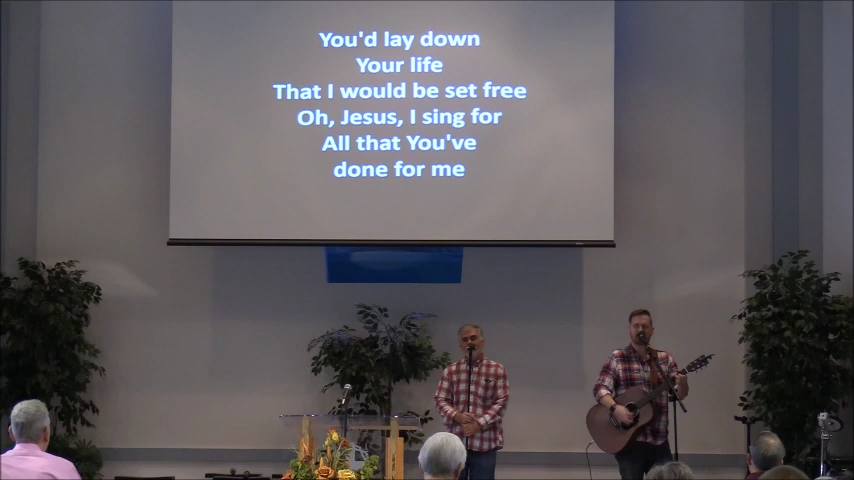 You'd lay down
Your life
That I would be set free
Oh, Jesus, I sing for
All that You've
done for me